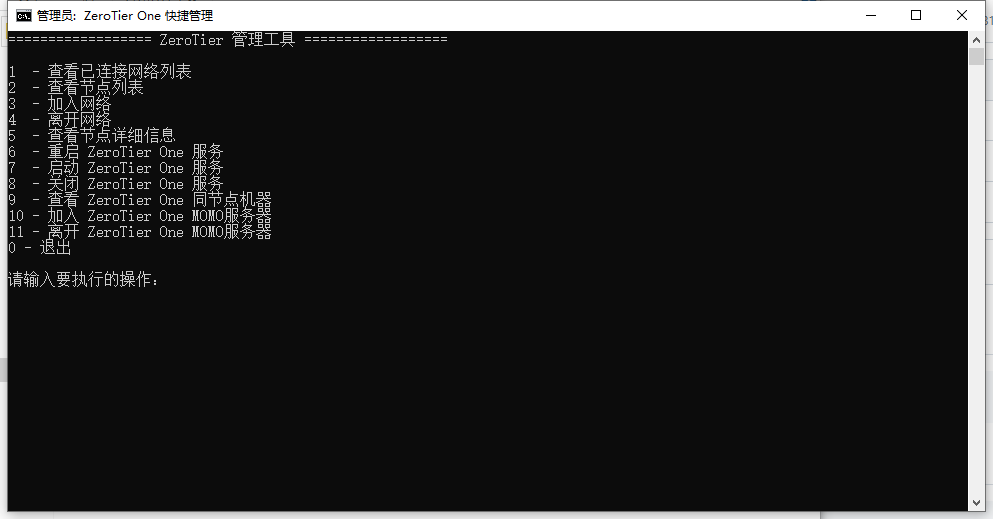 管理员: ZeroTier One 快捷管理
================== ZeroTier 管理工具 ==================
1 - 查看已连接网络列表
2 - 查看节点列表
3 - 加入网络
4 - 离开网络
5 - 查看节点详细信息
6 - 重启 ZeroTier One 服务
7 - 启动 ZeroTier One 服务
8 - 关闭 ZeroTier One 服务
9 - 查看 ZeroTier One 同节点机器
10 - 加入 ZeroTier One MOMO服务器
11 - 离开 ZeroTier One MOMO服务器
0 - 退出
请输入要执行的操作: